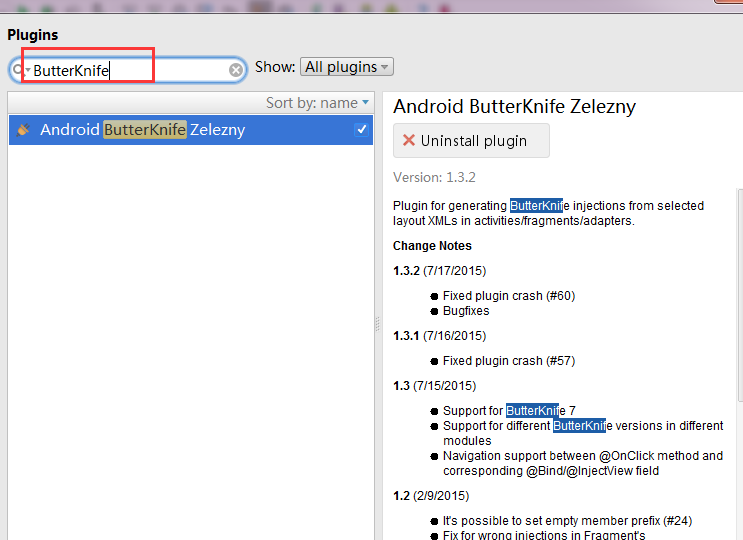 Plugins
ButterKnife
Show: All plugins
Sort by: name
Android ButterKnife Zelezny
Android ButterKnife Zelezny
Uninstall plugin
Version: 1.3.2
Plugin for generating ButterKnife injections from selected
layout XMLs in activities/fragments/adapters.
Change Notes
1.3.2 (7/17/2015)
Fixed plugin crash (#60)
Bugfixes
1.3.1 (7/16/2015)
Fixed plugin crash (#57)
1.3 (7/15/2015)
Support for ButterKnife 7
Support for different ButterKnife versions in different
modules
Navigation support between @OnClick method and
corresponding @Bind/@InjectView field
1.2 (2/9/2015)
It's possible to set empty member prefix (#24)
Fix for wrong injections in Fragment's